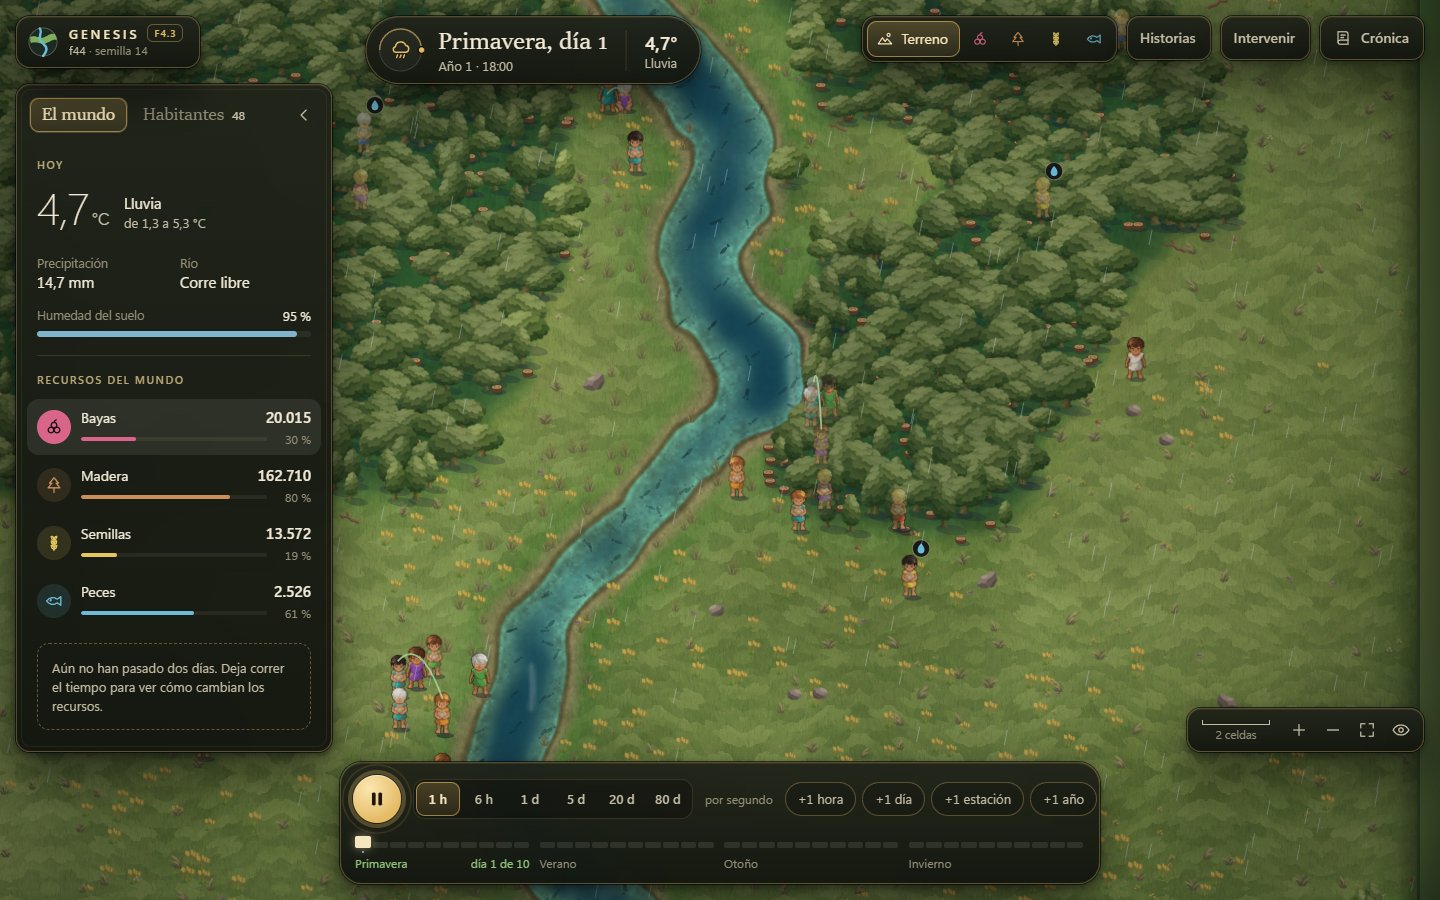 GENESIS F4.3
f44 · semilla 14
Primavera, día 1
Año 1 · 18:00
4,7°
Lluvia
Terreno
Historias
Intervenir
Crónica
El mundo
Habitantes 48
HOY
4,7 °C
Lluvia
de 1,3 a 5,3 °C
Precipitación
14,7 mm
Río
Corre libre
Humedad del suelo 95 %
RECURSOS DEL MUNDO
Bayas 20.015
30 %
Madera 162.710
80 %
Semillas 13.572
19 %
Peces 2.526
61 %
Aún no han pasado dos días. Deja correr
el tiempo para ver cómo cambian los
recursos.
2 celdas
1 h 6 h 1 d 5 d 20 d 80 d por segundo +1 hora +1 día +1 estación +1 año
Primavera día 1 de 10 Verano Otoño Invierno